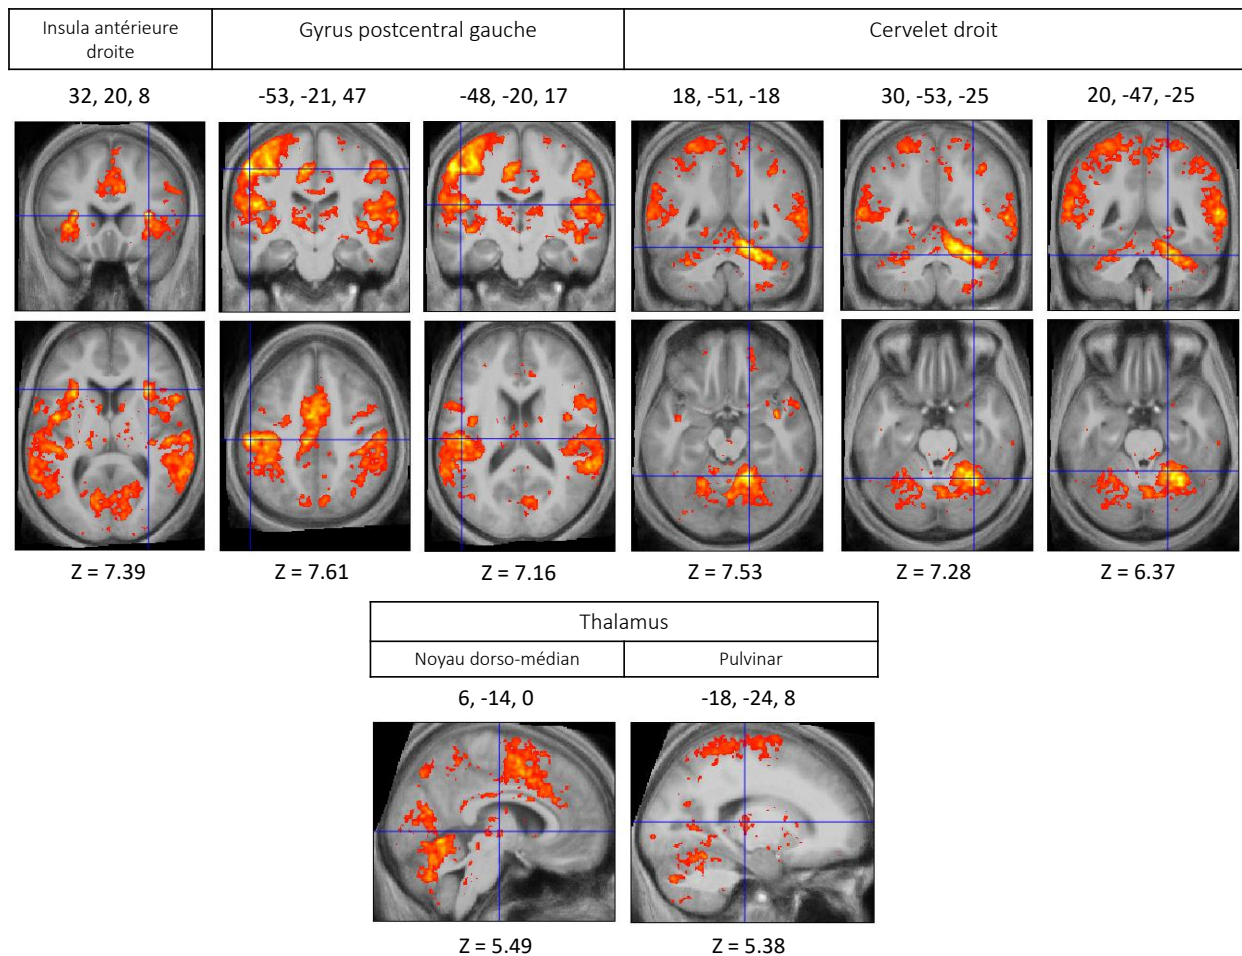 Insula antérieure
droite
Gyrus postcentral gauche
Cervelet droit
32, 20, 8
-53, -21, 47
-48, -20, 17
18, -51, -18
30, -53, -25
20, -47, -25
Z = 7.39
Z = 7.61
Z = 7.16
Z = 7.53
Z = 7.28
Z = 6.37
Thalamus
Noyau dorso-médian
Pulvinar
6, -14, 0
-18, -24, 8
Z = 5.49
Z = 5.38